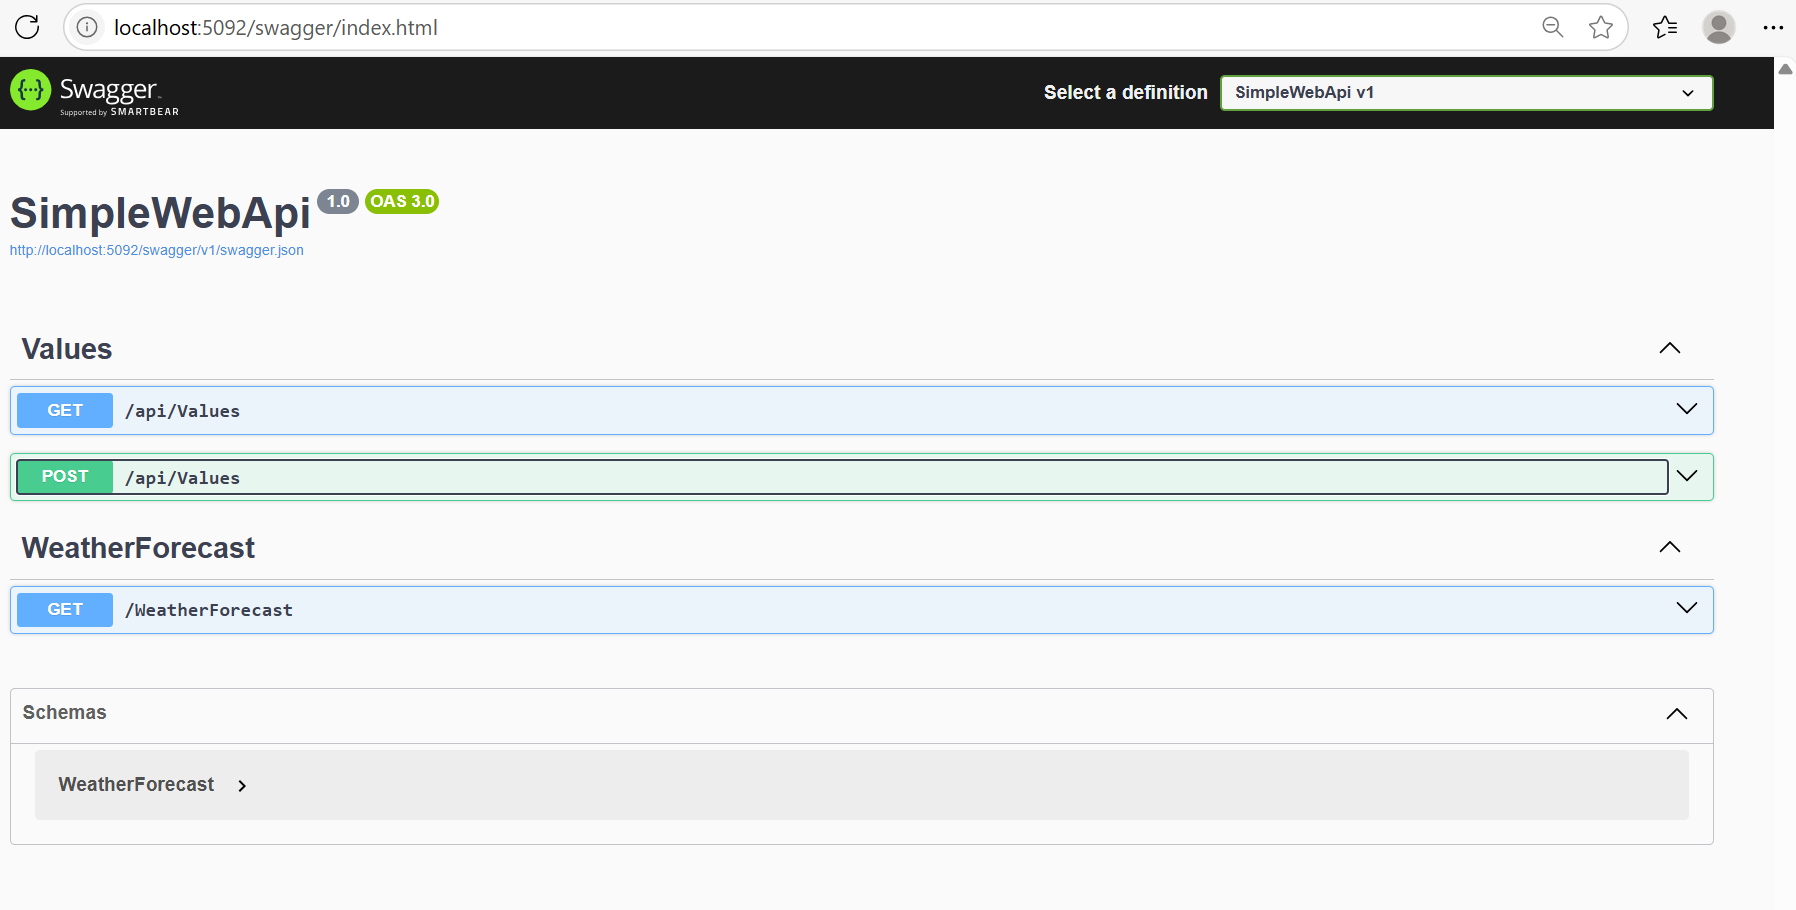 localhost:5092/swagger/index.html
Swagger
Supported by SMARTBEAR
Select a definition
SimpleWebApi v1
SimpleWebApi 1.0 OAS 3.0
http://localhost:5092/swagger/v1/swagger.json
Values
GET /api/Values
POST /api/Values
WeatherForecast
GET /WeatherForecast
Schemas
WeatherForecast